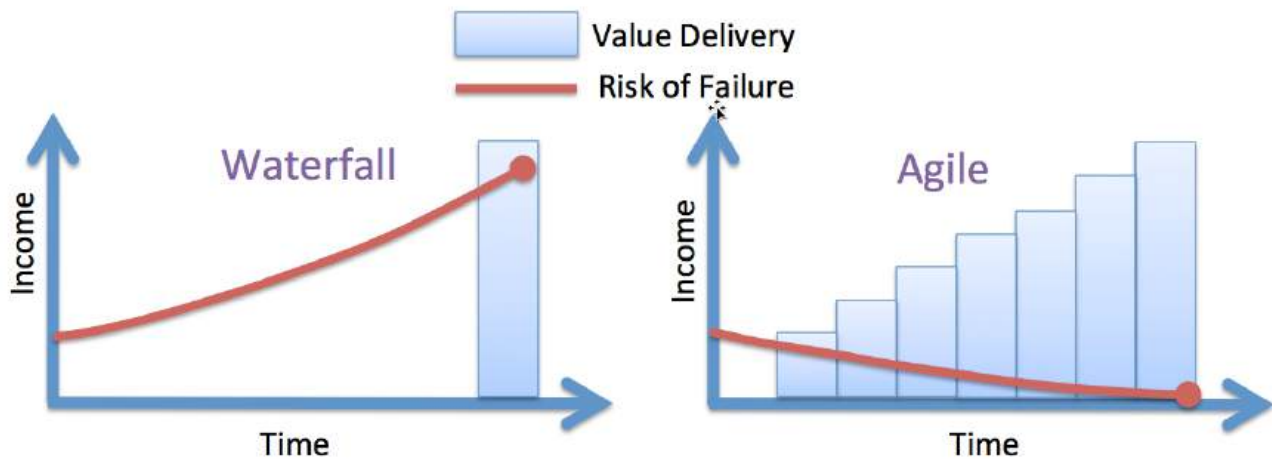 Value Delivery
Risk of Failure
Waterfall
Income
Time
Agile
Income
Time